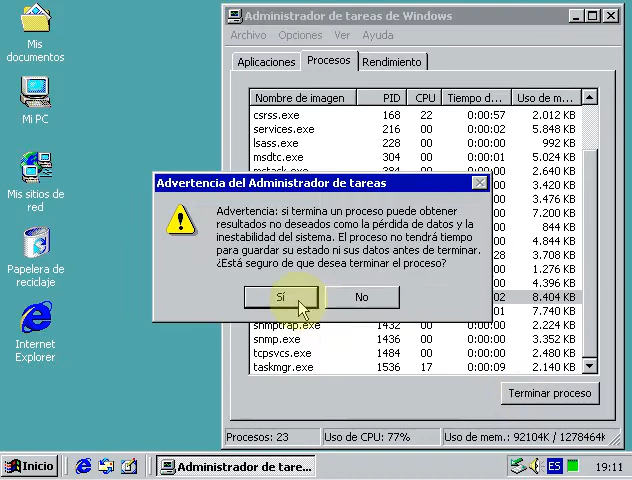 Mis
documentos
Mi PC
Mis sitios de
red
Papelera de
reciclaje
Internet
Explorer
Administrador de tareas de Windows
Archivo Opciones Ver Ayuda
Aplicaciones Procesos Rendimiento
Nombre de imagen PID CPU Tiempo d... Uso de m...
csrss.exe 168 22 0:00:57 2.012 KB
services.exe 216 00 0:00:02 5.848 KB
lsass.exe 228 00 0:00:00 992 KB
msdtc.exe 304 00 0:00:01 5.024 KB
mstask.exe 2.640 KB
3.420 KB
3.476 KB
7.200 KB
844 KB
3.708 KB
1.276 KB
4.396 KB
8.404 KB
7.740 KB
snmptrap.exe 1432 00 0:00:00 2.436 KB
snmp.exe 1436 00 0:00:00 3.352 KB
tcpsvcs.exe 1484 00 0:00:00 2.480 KB
taskmgr.exe 1536 17 0:00:09 2.140 KB
Advertencia del Administrador de tareas
Advertencia: si termina un proceso puede obtener
resultados no deseados como la pérdida de datos y la
inestabilidad del sistema. El proceso no tendrá tiempo
para guardar su estado ni sus datos antes de terminar.
¿Está seguro de que desea terminar el proceso?
Sí No
Terminar proceso
Procesos: 23 Uso de CPU: 77% Uso de mem.: 92104K / 1278464K
Inicio Administrador de tare... ES 19:11